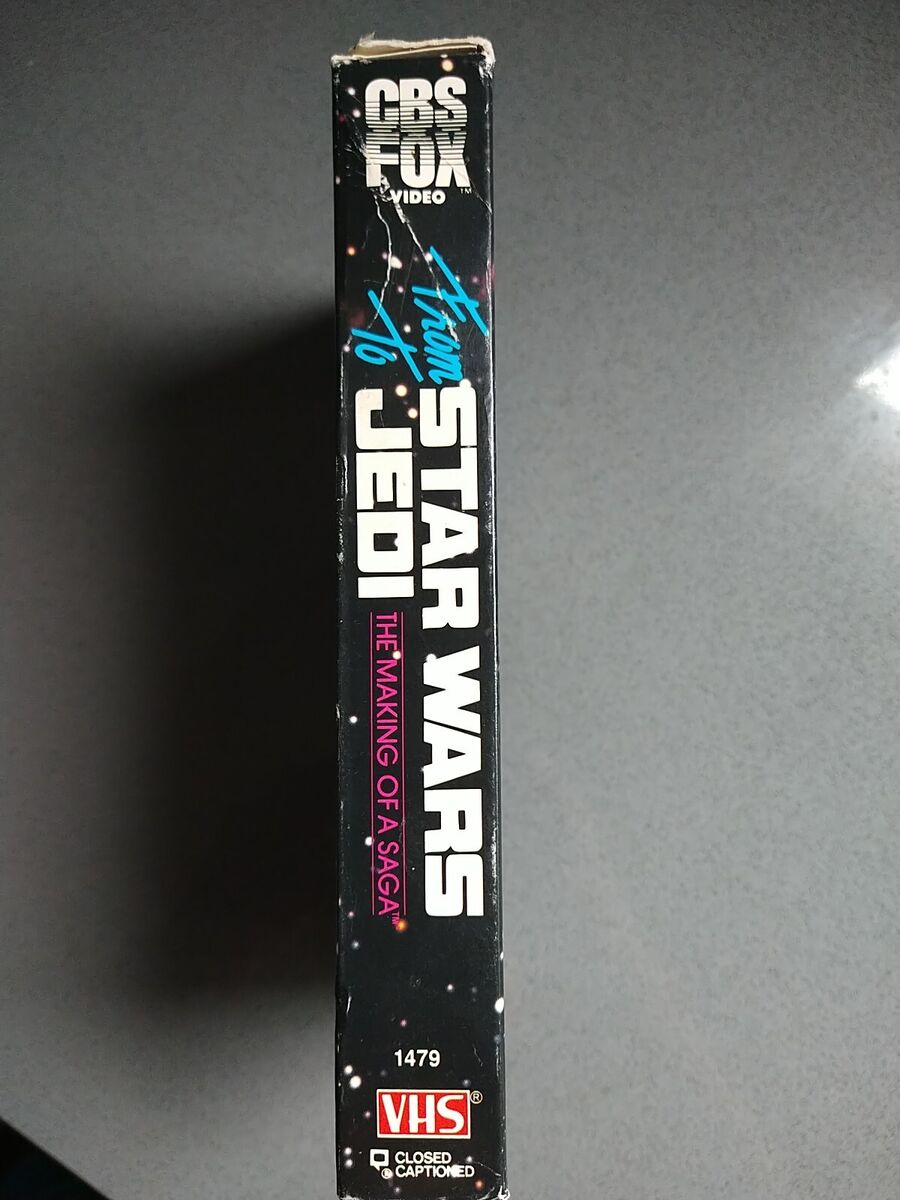 CBS
FOX
VIDEO™
From
STAR WARS
To
JEDI
THE MAKING OF A SAGA™
1479
VHS®
CLOSED
CAPTIONED